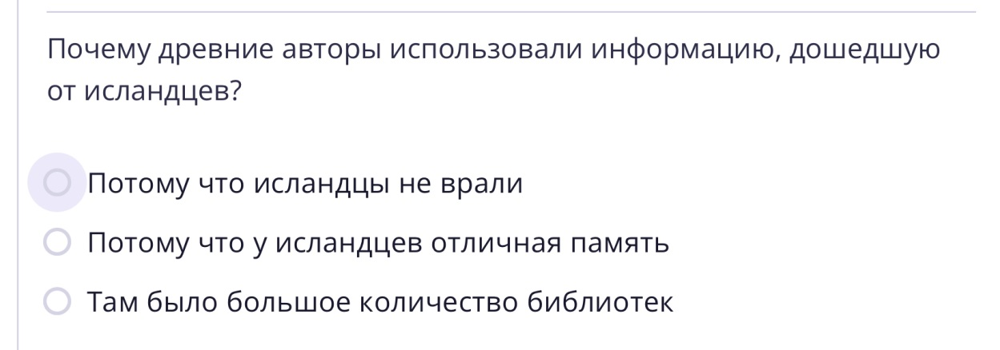 Почему древние авторы использовали информацию, дошедшую
от исландцев?
Потому что исландцы не врали
Потому что у исландцев отличная память
Там было большое количество библиотек